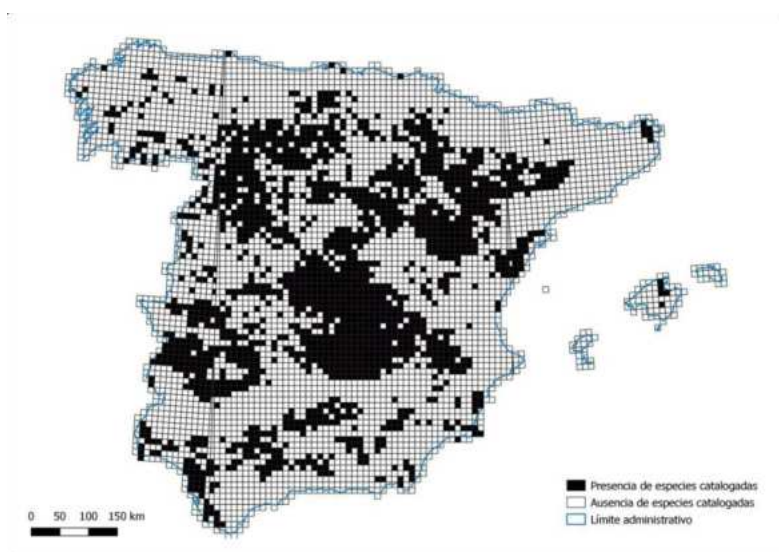 Presencia de especies catalogadas
Ausencia de especies catalogadas
Límite administrativo
0 50 100 150 km